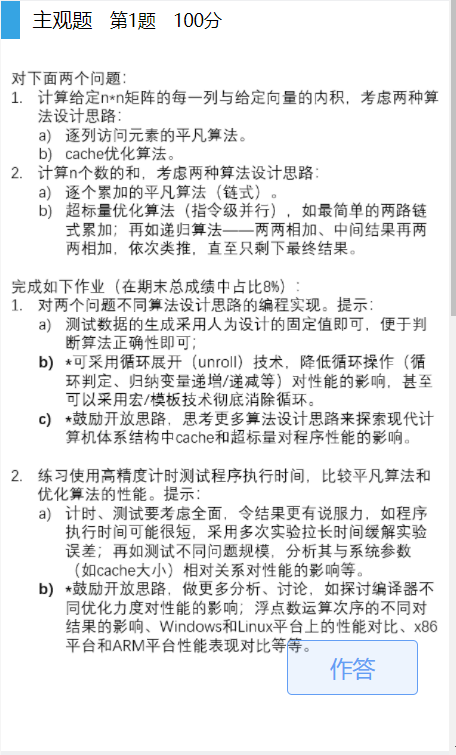 主观题 第1题 100分
对下面两个问题：
1. 计算给定n*n矩阵的每一列与给定向量的内积，考虑两种算
法设计思路：
a) 逐列访问元素的平凡算法。
b) cache优化算法。
2. 计算n个数的和，考虑两种算法设计思路：
a) 逐个累加的平凡算法（链式）。
b) 超标量优化算法（指令级并行），如最简单的两路链
式累加；再如递归算法——两两相加、中间结果再两
两相加，依次类推，直至只剩下最终结果。
完成如下作业（在期末总成绩中占比8%）：
1. 对两个问题不同算法设计思路的编程实现。提示：
a) 测试数据的生成采用人为设计的固定值即可，便于判
断算法正确性即可；
b) *可采用循环展开（unroll）技术，降低循环操作（循
环判定、归纳变量递增/递减等）对性能的影响，甚至
可以采用宏/模板技术彻底消除循环。
c) *鼓励开放思路，思考更多算法设计思路来探索现代计
算机体系结构中cache和超标量对程序性能的影响。
2. 练习使用高精度计时测试程序执行时间，比较平凡算法和
优化算法的性能。提示：
a) 计时、测试要考虑全面，令结果更有说服力，如程序
执行时间可能很短，采用多次实验拉长时间缓解实验
误差；再如测试不同问题规模，分析其与系统参数
（如cache大小）相对关系对性能的影响等。
b) *鼓励开放思路，做更多分析、讨论，如探讨编译器不
同优化力度对性能的影响；浮点数运算次序的不同对
结果的影响、Windows和Linux平台上的性能对比、x86
平台和ARM平台性能表现对比等等。
作答